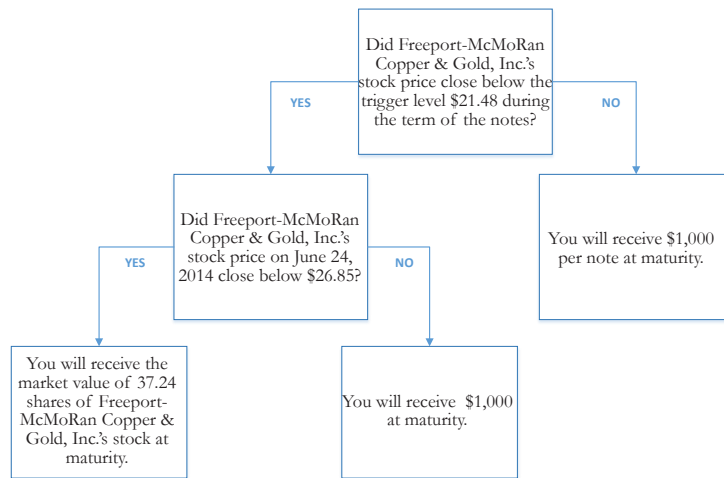 Did Freeport-McMoRan
Copper & Gold, Inc.'s
stock price close below the
trigger level $21.48 during
the term of the notes?
YES
NO
Did Freeport-McMoRan
Copper & Gold, Inc.'s
stock price on June 24,
2014 close below $26.85?
You will receive $1,000
per note at maturity.
YES
NO
You will receive the
market value of 37.24
shares of Freeport-
McMoRan Copper &
Gold, Inc.'s stock at
maturity.
You will receive $1,000
at maturity.